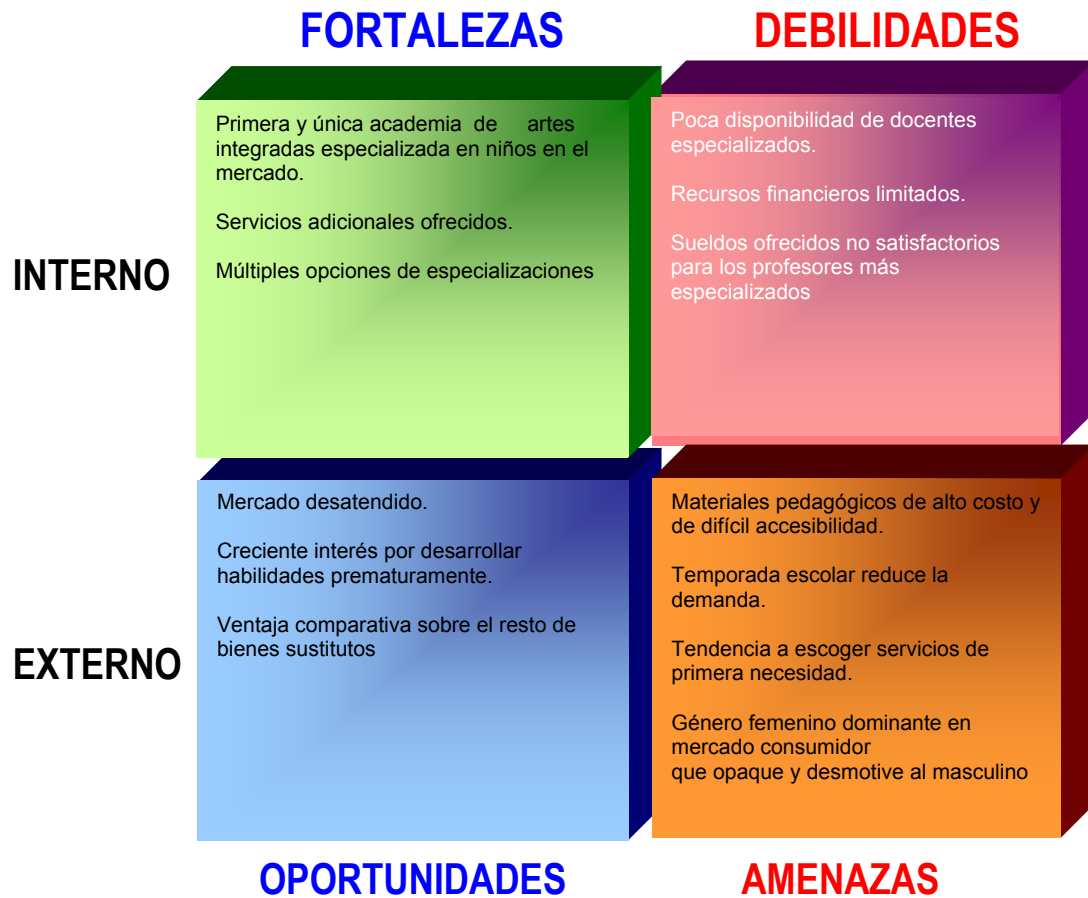 FORTALEZAS
DEBILIDADES
INTERNO
Primera y única academia de artes
integradas especializada en niños en el
mercado.
Servicios adicionales ofrecidos.
Múltiples opciones de especializaciones
Poca disponibilidad de docentes
especializados.
Recursos financieros limitados.
Sueldos ofrecidos no satisfactorios
para los profesores más
especializados
EXTERNO
Mercado desatendido.
Creciente interés por desarrollar
habilidades prematuramente.
Ventaja comparativa sobre el resto de
bienes sustitutos
Materiales pedagógicos de alto costo y
de difícil accesibilidad.
Temporada escolar reduce la
demanda.
Tendencia a escoger servicios de
primera necesidad.
Género femenino dominante en
mercado consumidor
que opaque y desmotive al masculino
OPORTUNIDADES
AMENAZAS